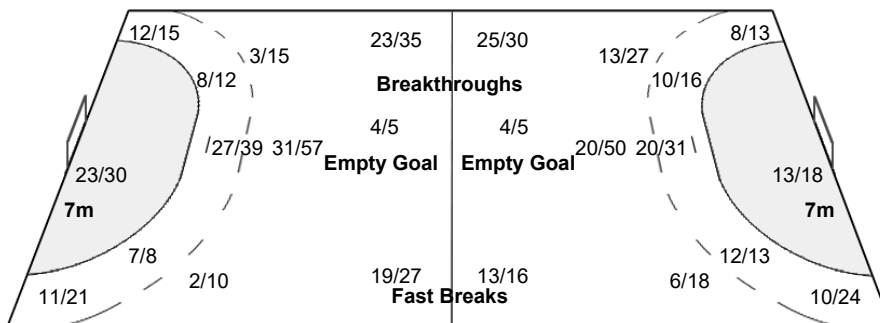 12/15 23/35 25/30 8/13
3/15 13/27
8/12 Breakthroughs 10/16
4/5 4/5
27/39 31/57 20/50 20/31
Empty Goal Empty Goal
23/30 13/18
7m 7m
7/8 12/13
2/10 19/27 13/16 6/18
11/21 Fast Breaks 10/24